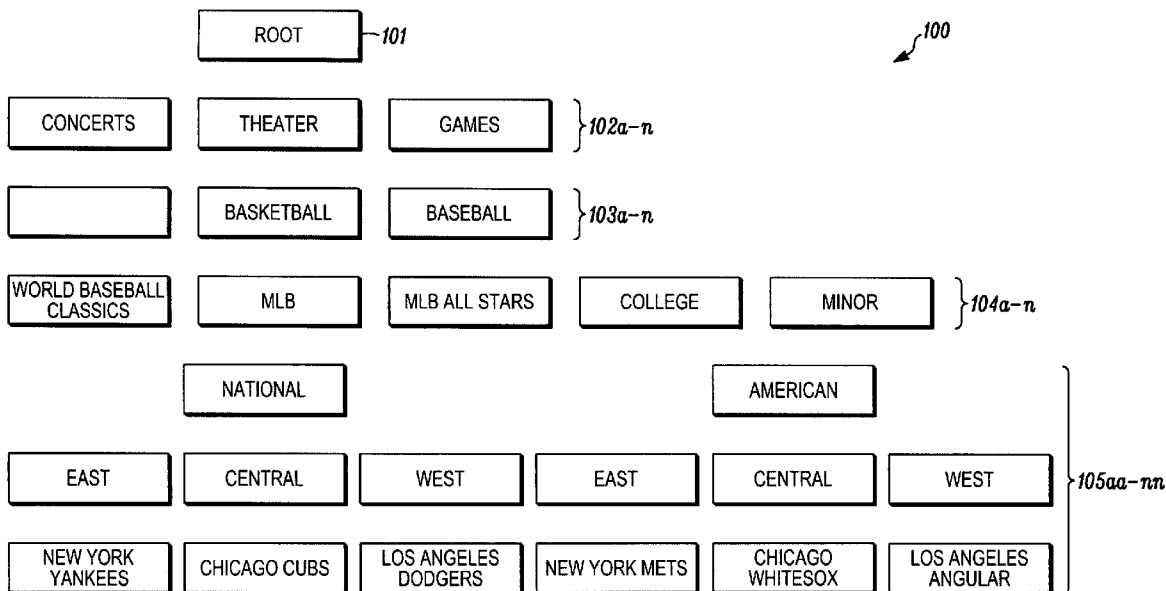 ROOT 101 100
CONCERTS THEATER GAMES 102a-n
BASKETBALL BASEBALL 103a-n
WORLD BASEBALL CLASSICS MLB MLB ALL STARS COLLEGE MINOR 104a-n
NATIONAL AMERICAN
EAST CENTRAL WEST EAST CENTRAL WEST 105aa-nn
NEW YORK YANKEES CHICAGO CUBS LOS ANGELES DODGERS NEW YORK METS CHICAGO WHITESOX LOS ANGELES ANGULAR